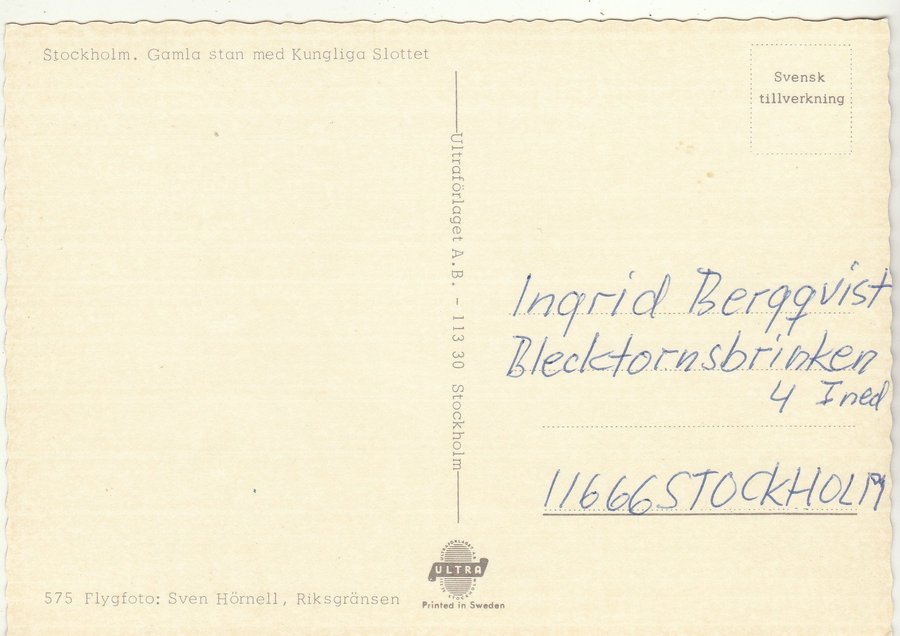 Stockholm. Gamla stan med Kungliga Slottet
Svensk
tillverkning
Ultraförlaget A.B. - 113 30 Stockholm
Ingrid Bergqvist
Blecktornsbrinken
4 Ined
11666 STOCKHOLM
ULTRA
Printed in Sweden
575 Flygfoto: Sven Hörnell, Riksgränsen